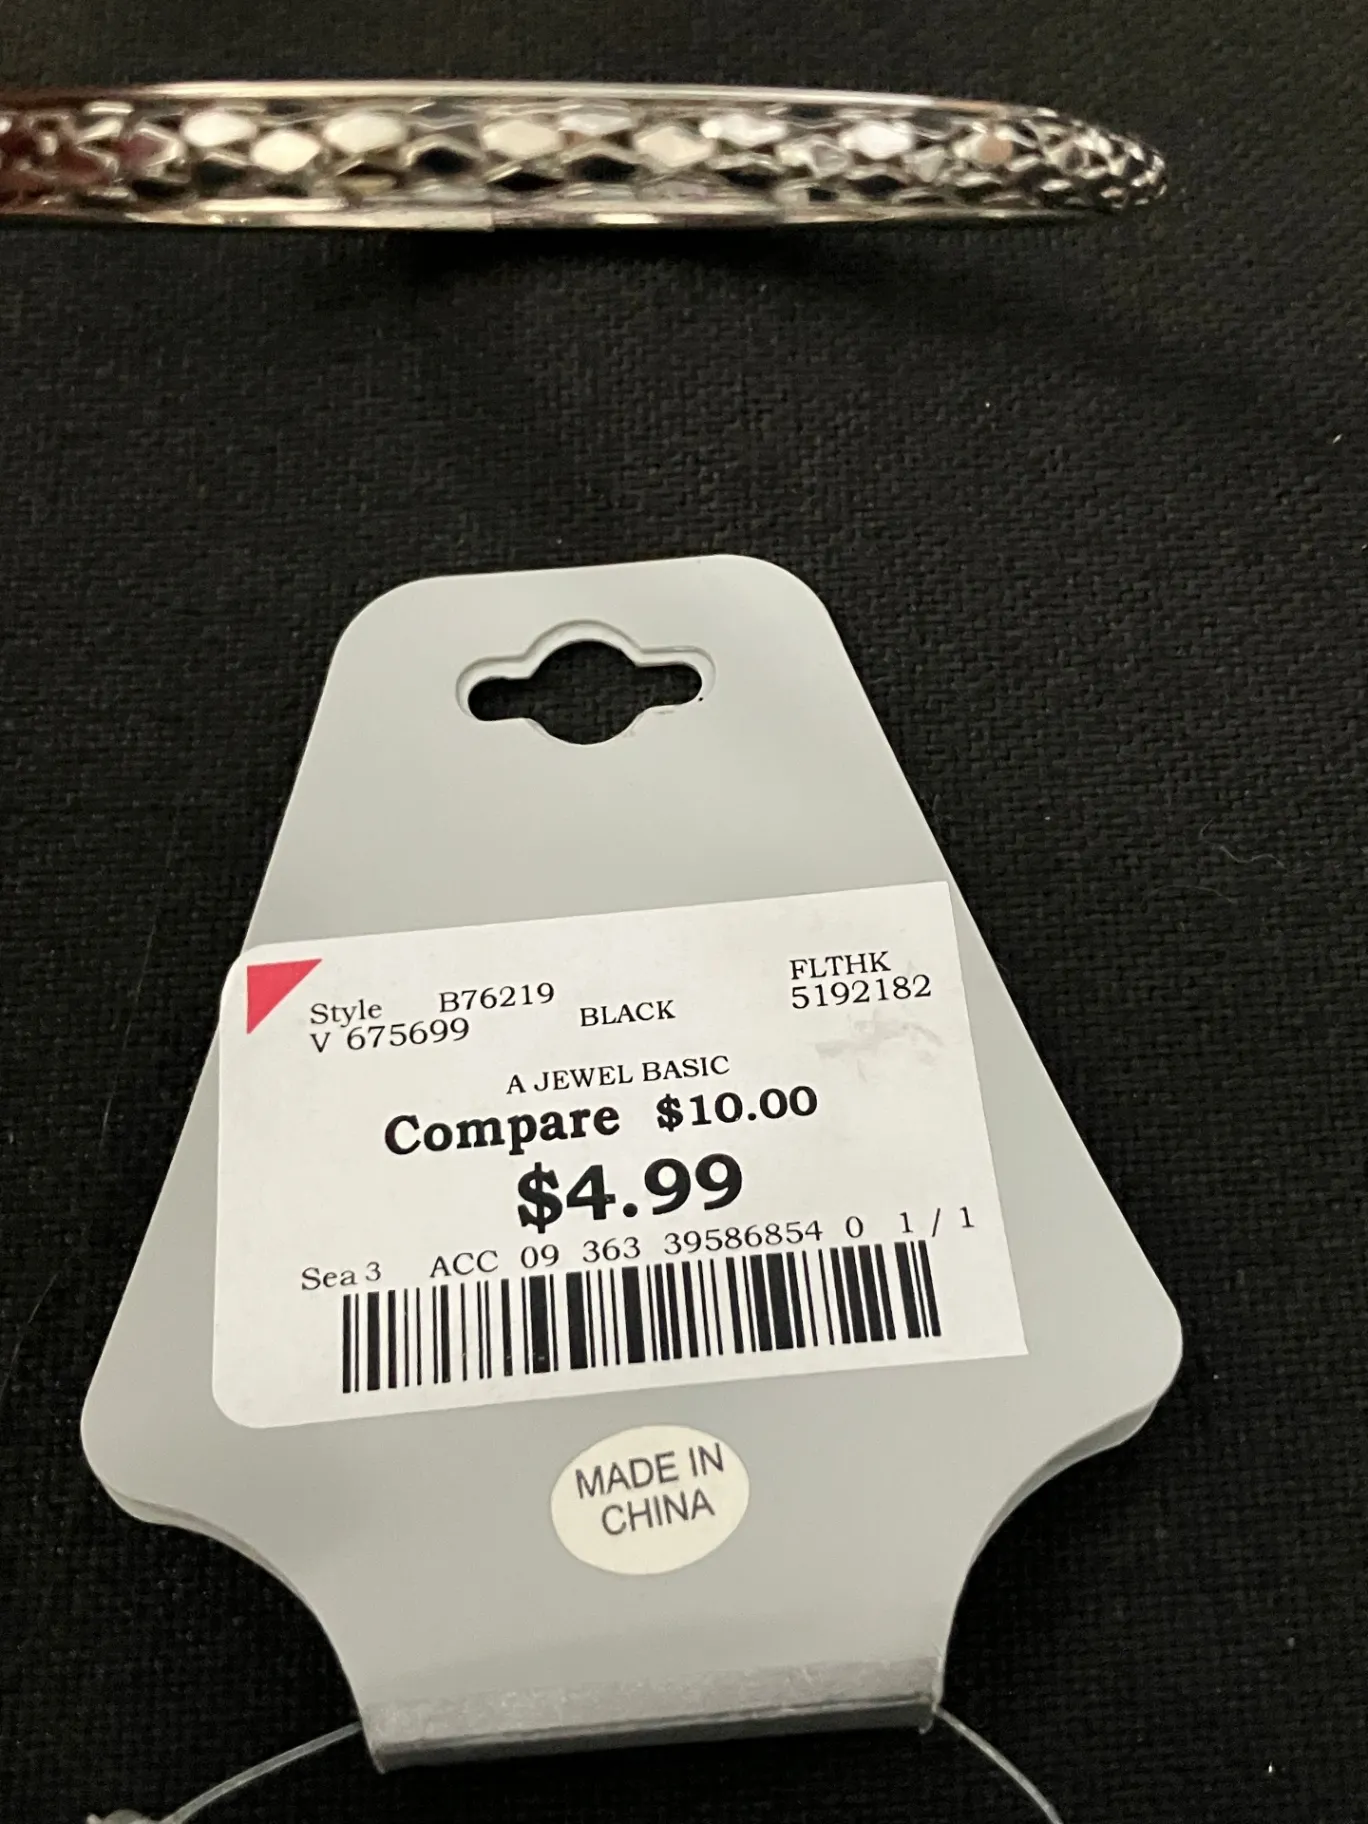 Style B76219 FLTHK
V 675699 BLACK 5192182
A JEWEL BASIC
Compare $10.00
$4.99
Sea 3 ACC 09 363 39586854 0 1 / 1
MADE IN
CHINA